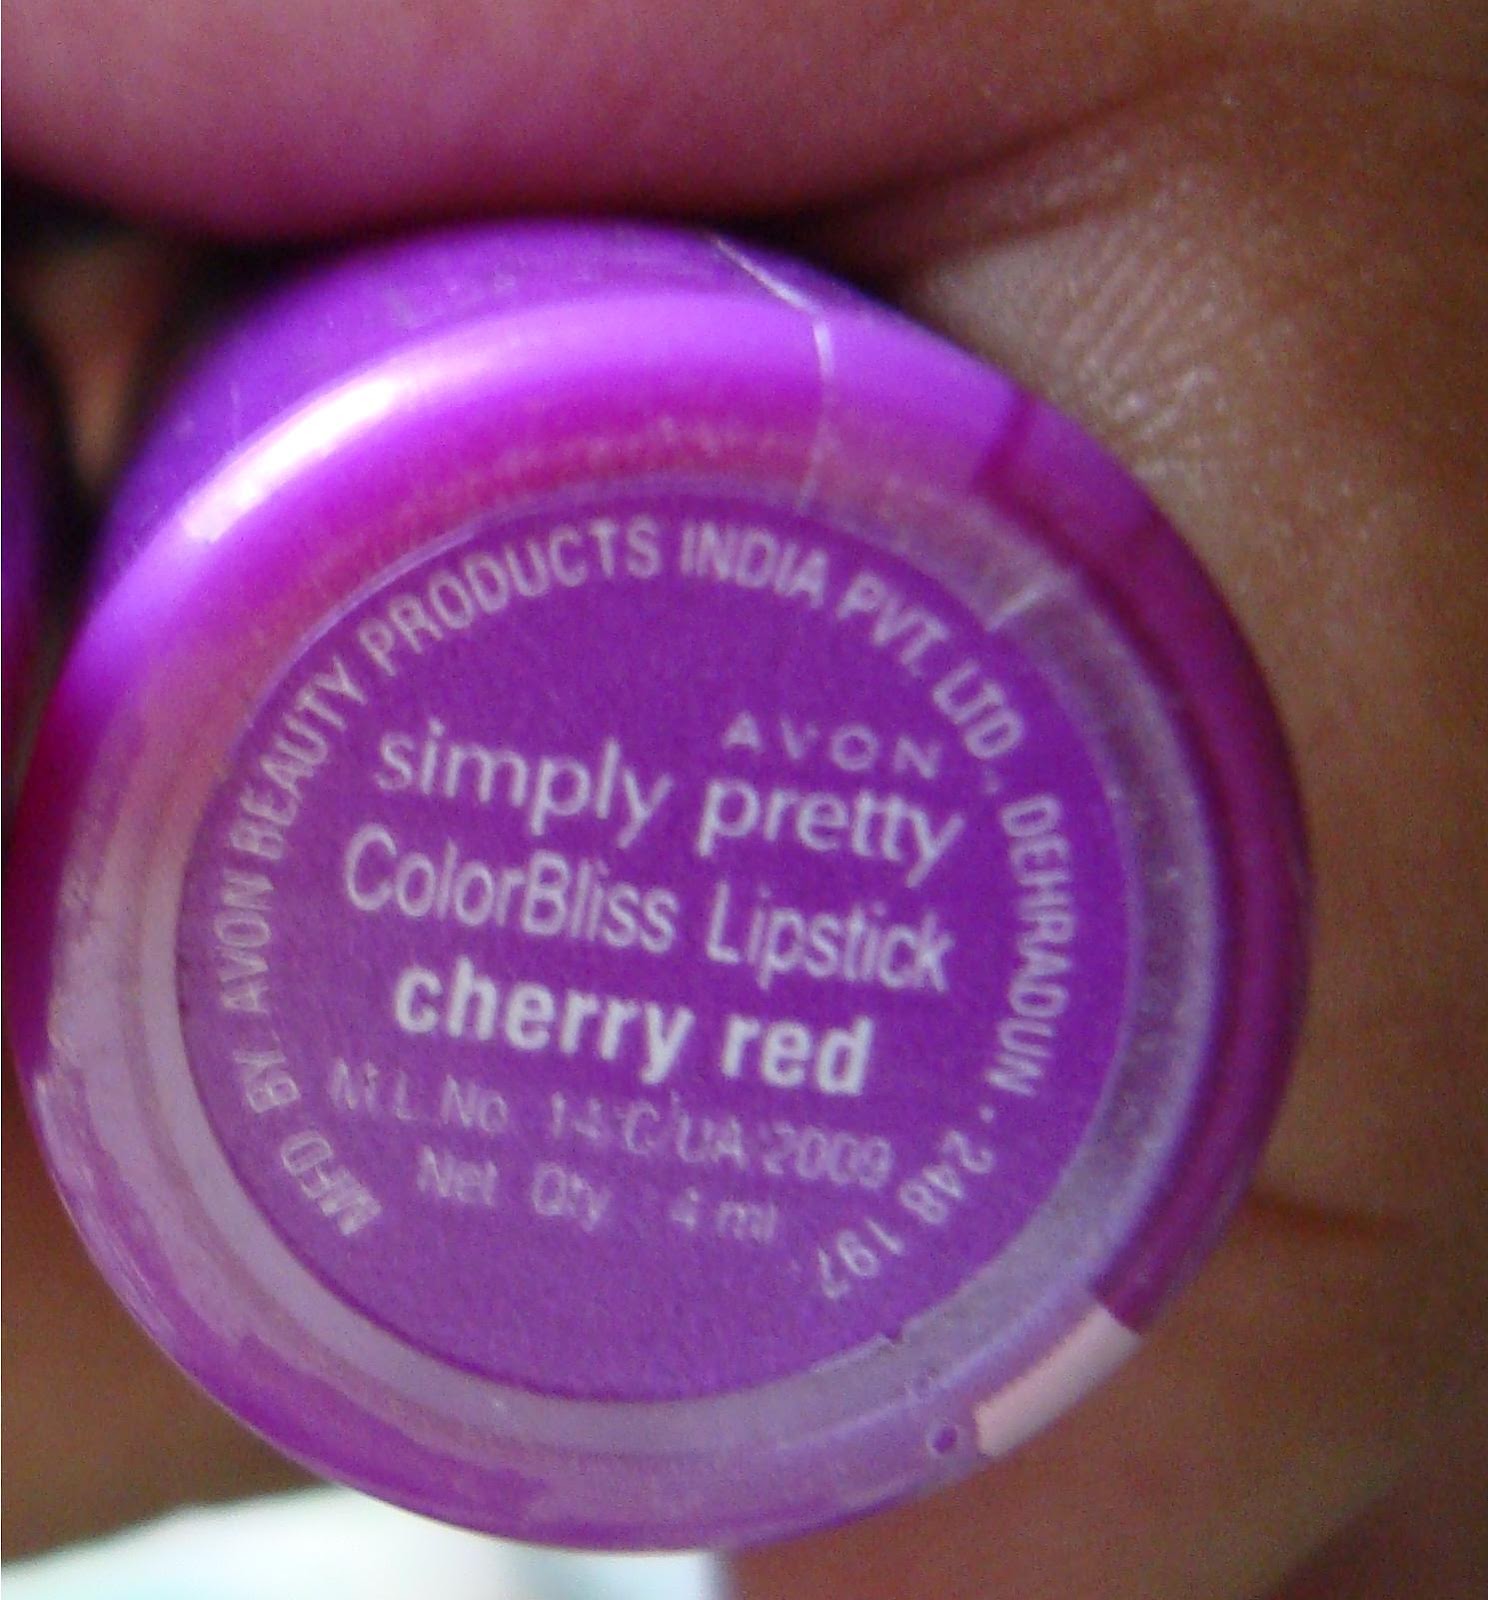 MFD BY. AVON BEAUTY PRODUCTS INDIA PVT. LTD., DEHRADUN - 248 197.
AVON
simply pretty
ColorBliss Lipstick
cherry red
M.L. No. 14/C/UA/2009
Net Qty 4 ml